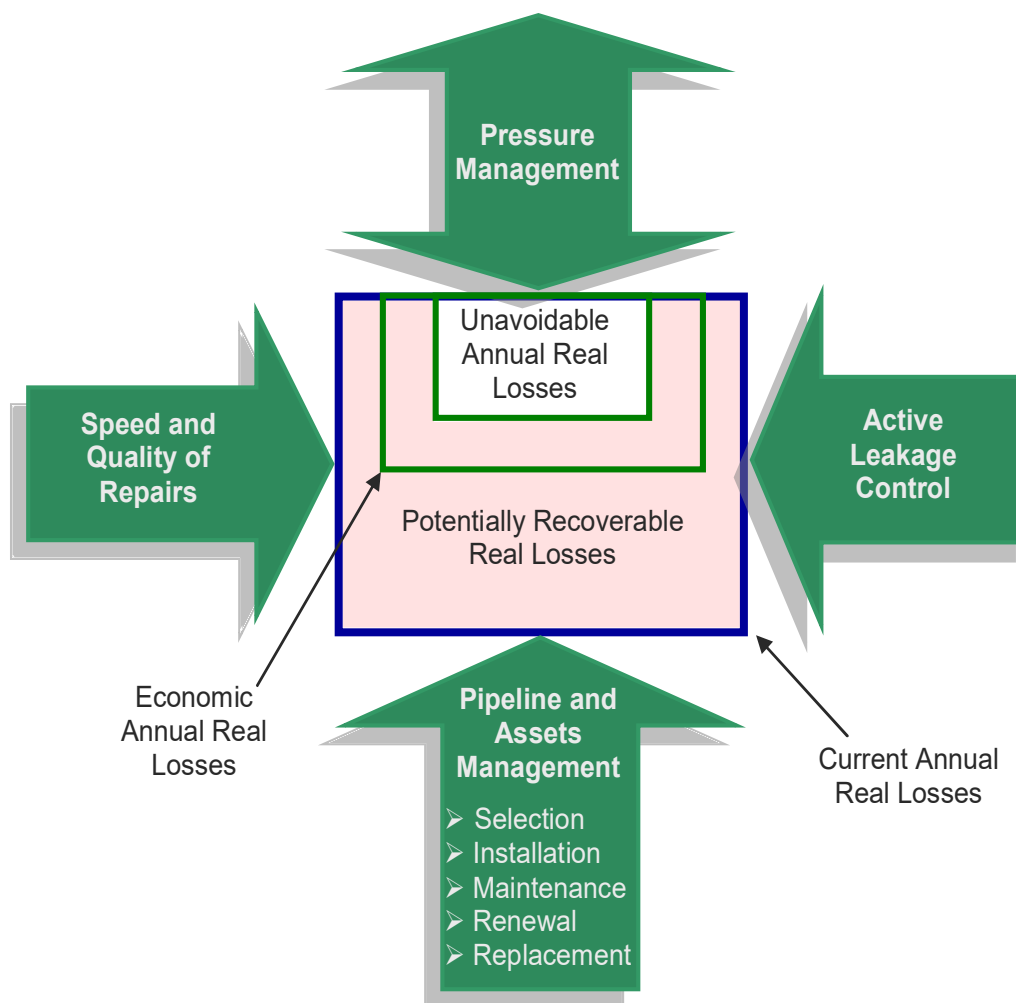 Pressure
Management
Unavoidable
Annual Real
Losses
Speed and
Quality of
Repairs
Active
Leakage
Control
Potentially Recoverable
Real Losses
Economic
Annual Real
Losses
Pipeline and
Assets
Management
➢ Selection
➢ Installation
➢ Maintenance
➢ Renewal
➢ Replacement
Current Annual
Real Losses